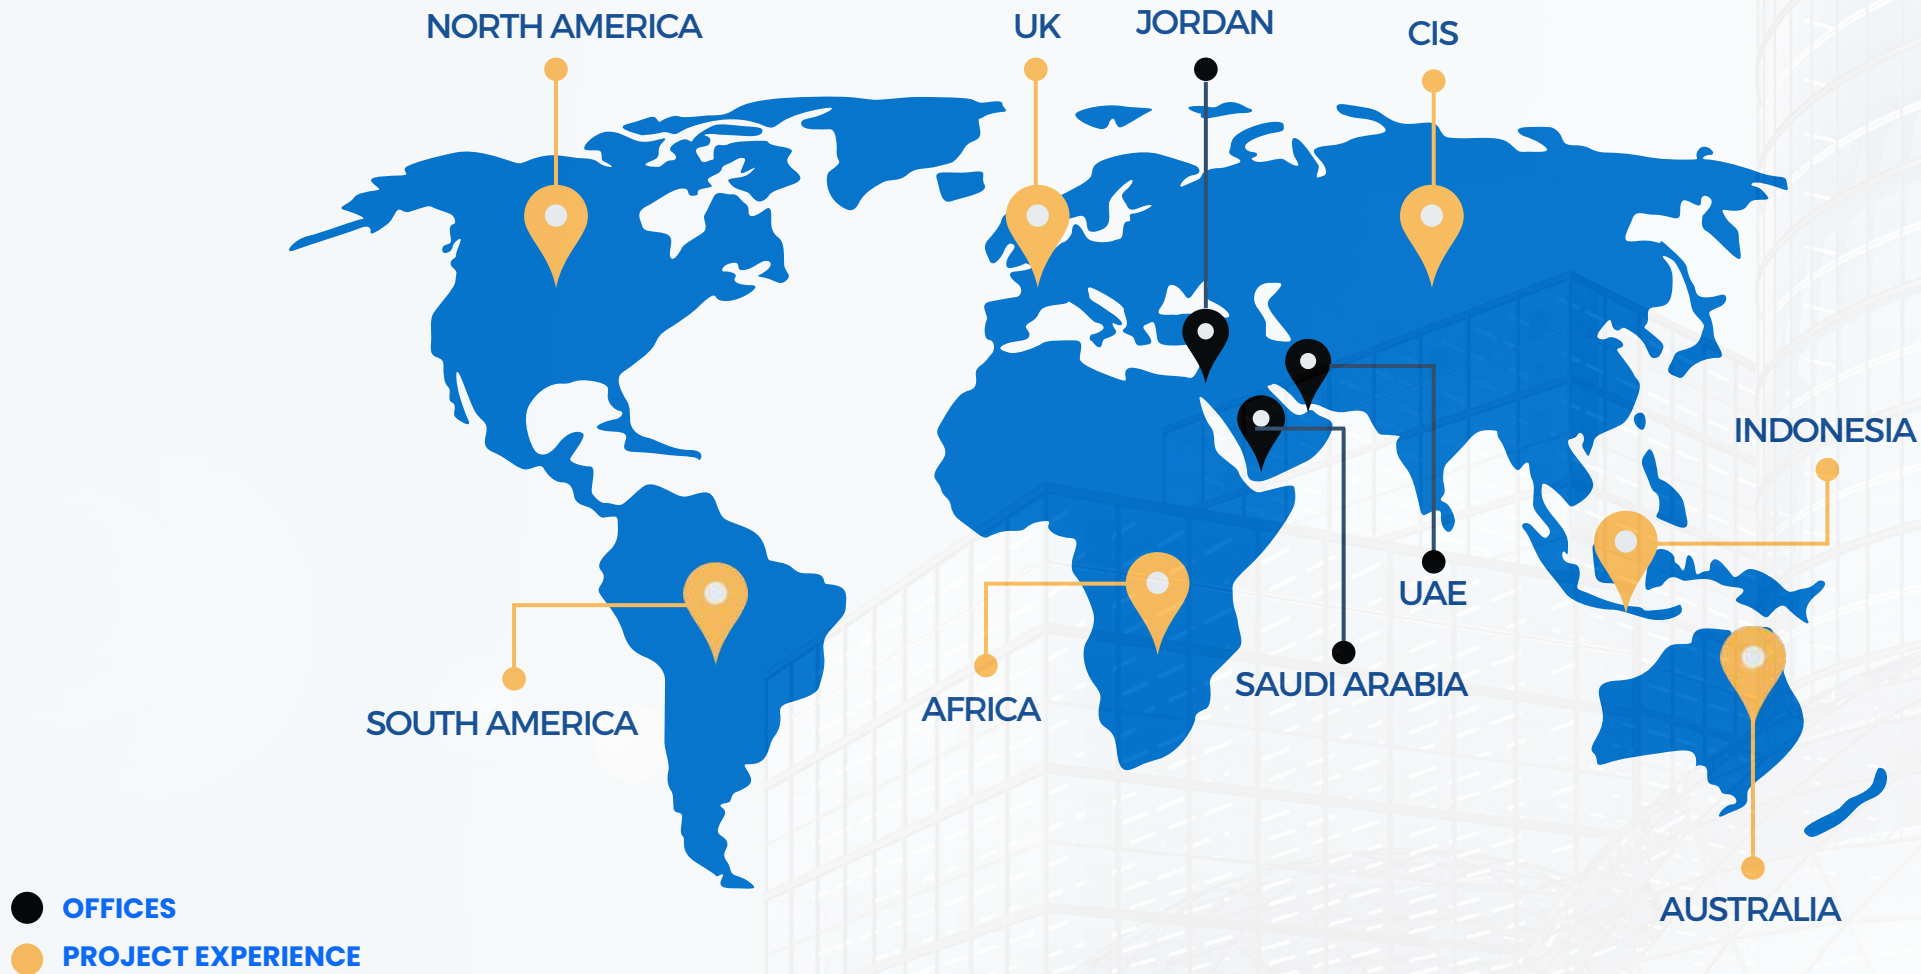 NORTH AMERICA
UK
JORDAN
CIS
INDONESIA
UAE
SAUDI ARABIA
AFRICA
SOUTH AMERICA
AUSTRALIA
OFFICES
PROJECT EXPERIENCE